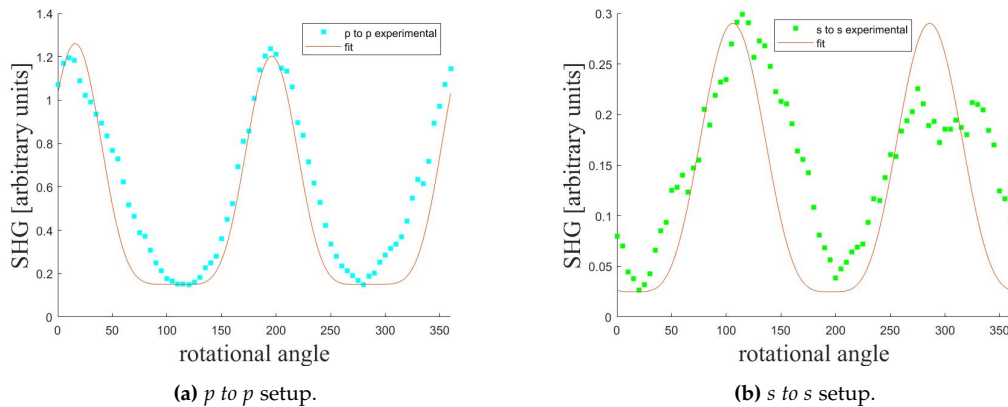 1.4
1.2
1
0.8
0.6
0.4
0.2
0
SHG [arbitrary units]
p to p experimental
fit
0 50 100 150 200 250 300 350
rotational angle
(a) p to p setup.
0.3
0.25
0.2
0.15
0.1
0.05
0
SHG [arbitrary units]
s to s experimental
fit
0 50 100 150 200 250 300 350
rotational angle
(b) s to s setup.